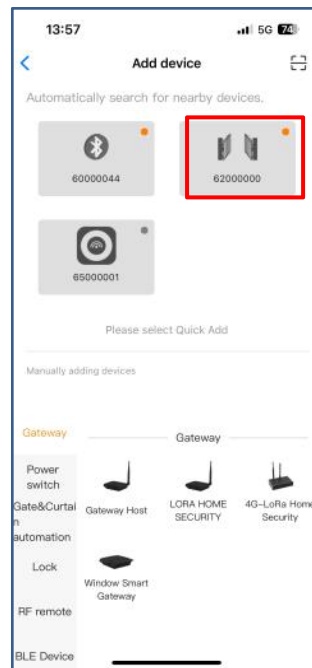 13:57
5G 74
Add device
Automatically search for nearby devices.
60000044
62000000
65000001
Please select Quick Add
Manually adding devices
Gateway
Gateway
Power
switch
Gate&Curtai
n
automation
Lock
RF remote
BLE Device
Gateway Host
LORA HOME
SECURITY
4G-LoRa Home
Security
Window Smart
Gateway